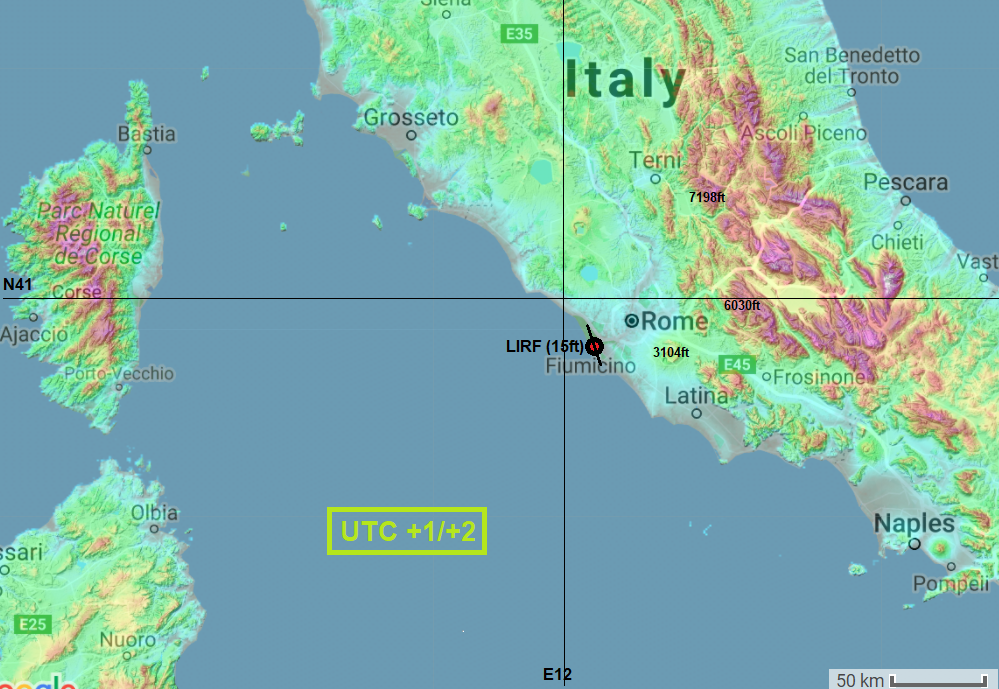 Siena
E35
Italy
San Benedetto
del Tronto
Grosseto
Bastia
Ascoli Piceno
Terni
7198ft
Pescara
Parc Naturel
Régional
de Corse
Chieti
Vast
N41
Corse
6030ft
Ajaccio
Rome
LIRF (15ft)
3104ft
Fiumicino
E45
Frosinone
Porto-Vecchio
Latina
Olbia
UTC +1/+2
Naples
ssari
Pompeii
E25
Nuoro
E12
50 km